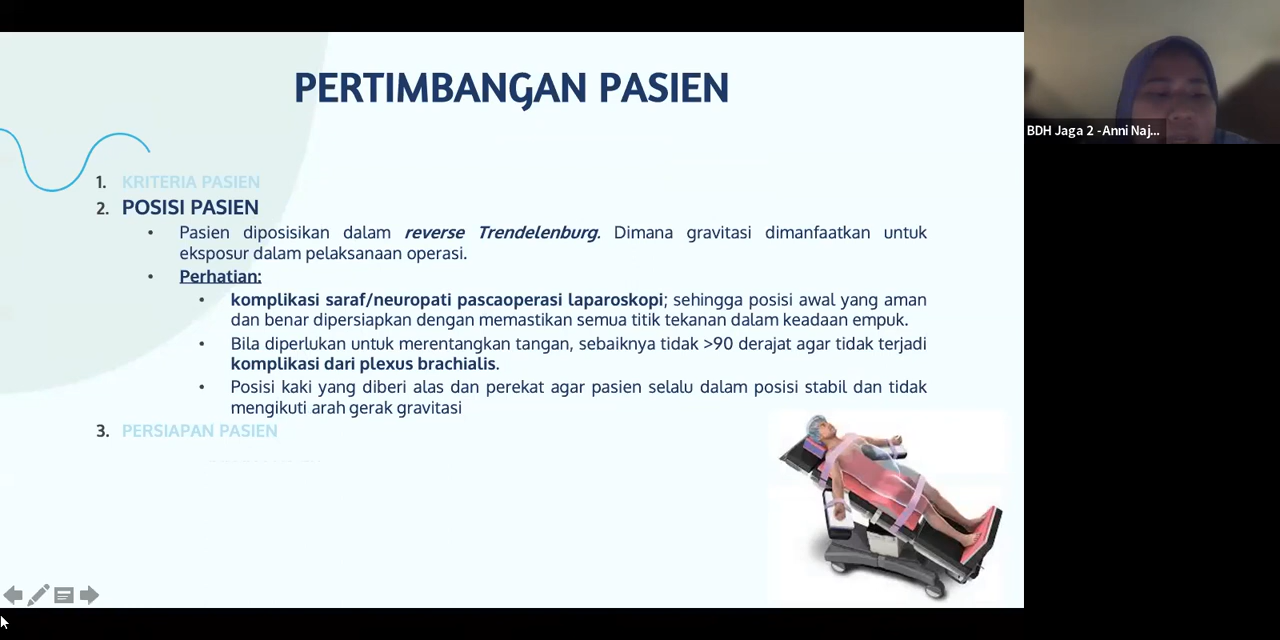 PERTIMBANGAN PASIEN
BDH Jaga 2 -Anni Naj...
1. KRITERIA PASIEN
2. POSISI PASIEN
• Pasien diposisikan dalam reverse Trendelenburg. Dimana gravitasi dimanfaatkan untuk
eksposur dalam pelaksanaan operasi.
• Perhatian:
• komplikasi saraf/neuropati pascaoperasi laparoskopi; sehingga posisi awal yang aman
dan benar dipersiapkan dengan memastikan semua titik tekanan dalam keadaan empuk.
• Bila diperlukan untuk merentangkan tangan, sebaiknya tidak >90 derajat agar tidak terjadi
komplikasi dari plexus brachialis.
• Posisi kaki yang diberi alas dan perekat agar pasien selalu dalam posisi stabil dan tidak
mengikuti arah gerak gravitasi
3. PERSIAPAN PASIEN